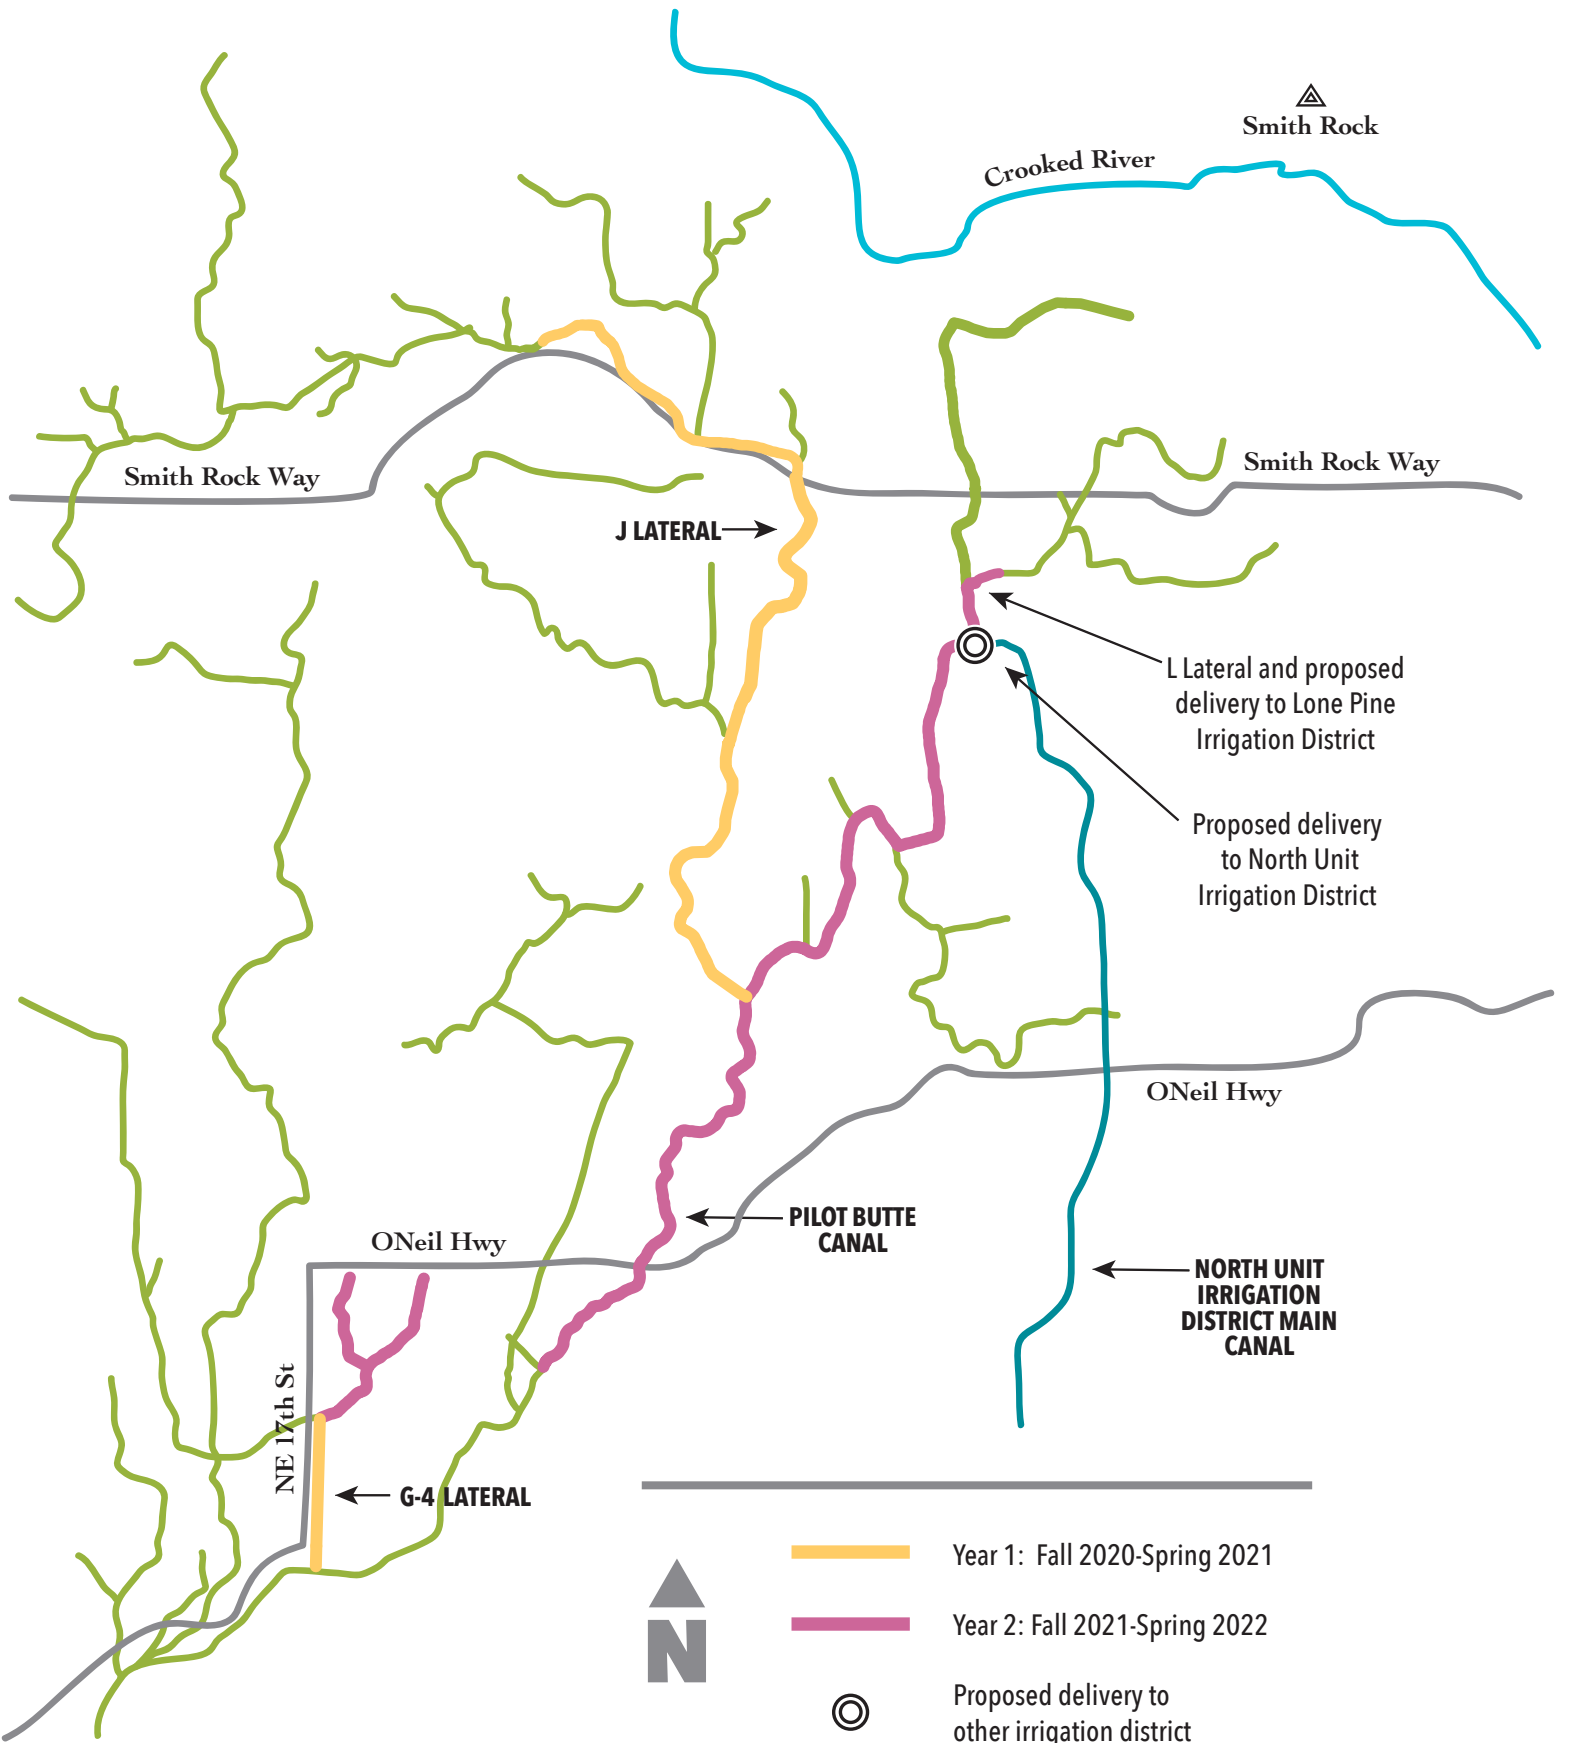 Smith Rock
Crooked River
Smith Rock Way
Smith Rock Way
J LATERAL
L Lateral and proposed
delivery to Lone Pine
Irrigation District
Proposed delivery
to North Unit
Irrigation District
ONeil Hwy
PILOT BUTTE
CANAL
ONeil Hwy
NORTH UNIT
IRRIGATION
DISTRICT MAIN
CANAL
NE 17th St
G-4 LATERAL
Year 1: Fall 2020-Spring 2021
N
Year 2: Fall 2021-Spring 2022
Proposed delivery to
other irrigation district